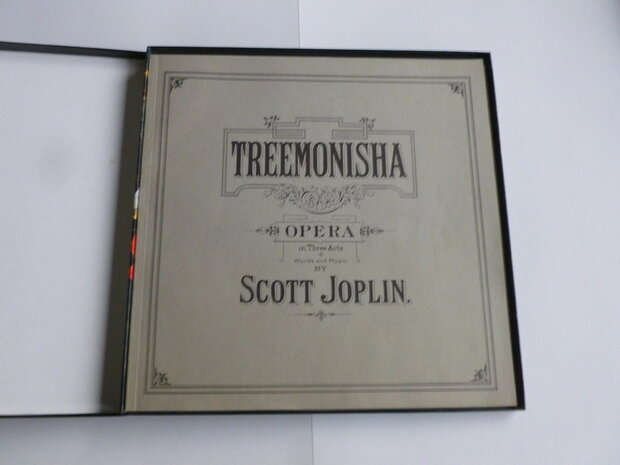 TREEMONISHA
OPERA
in Three Acts
Words and Music
BY
SCOTT JOPLIN.